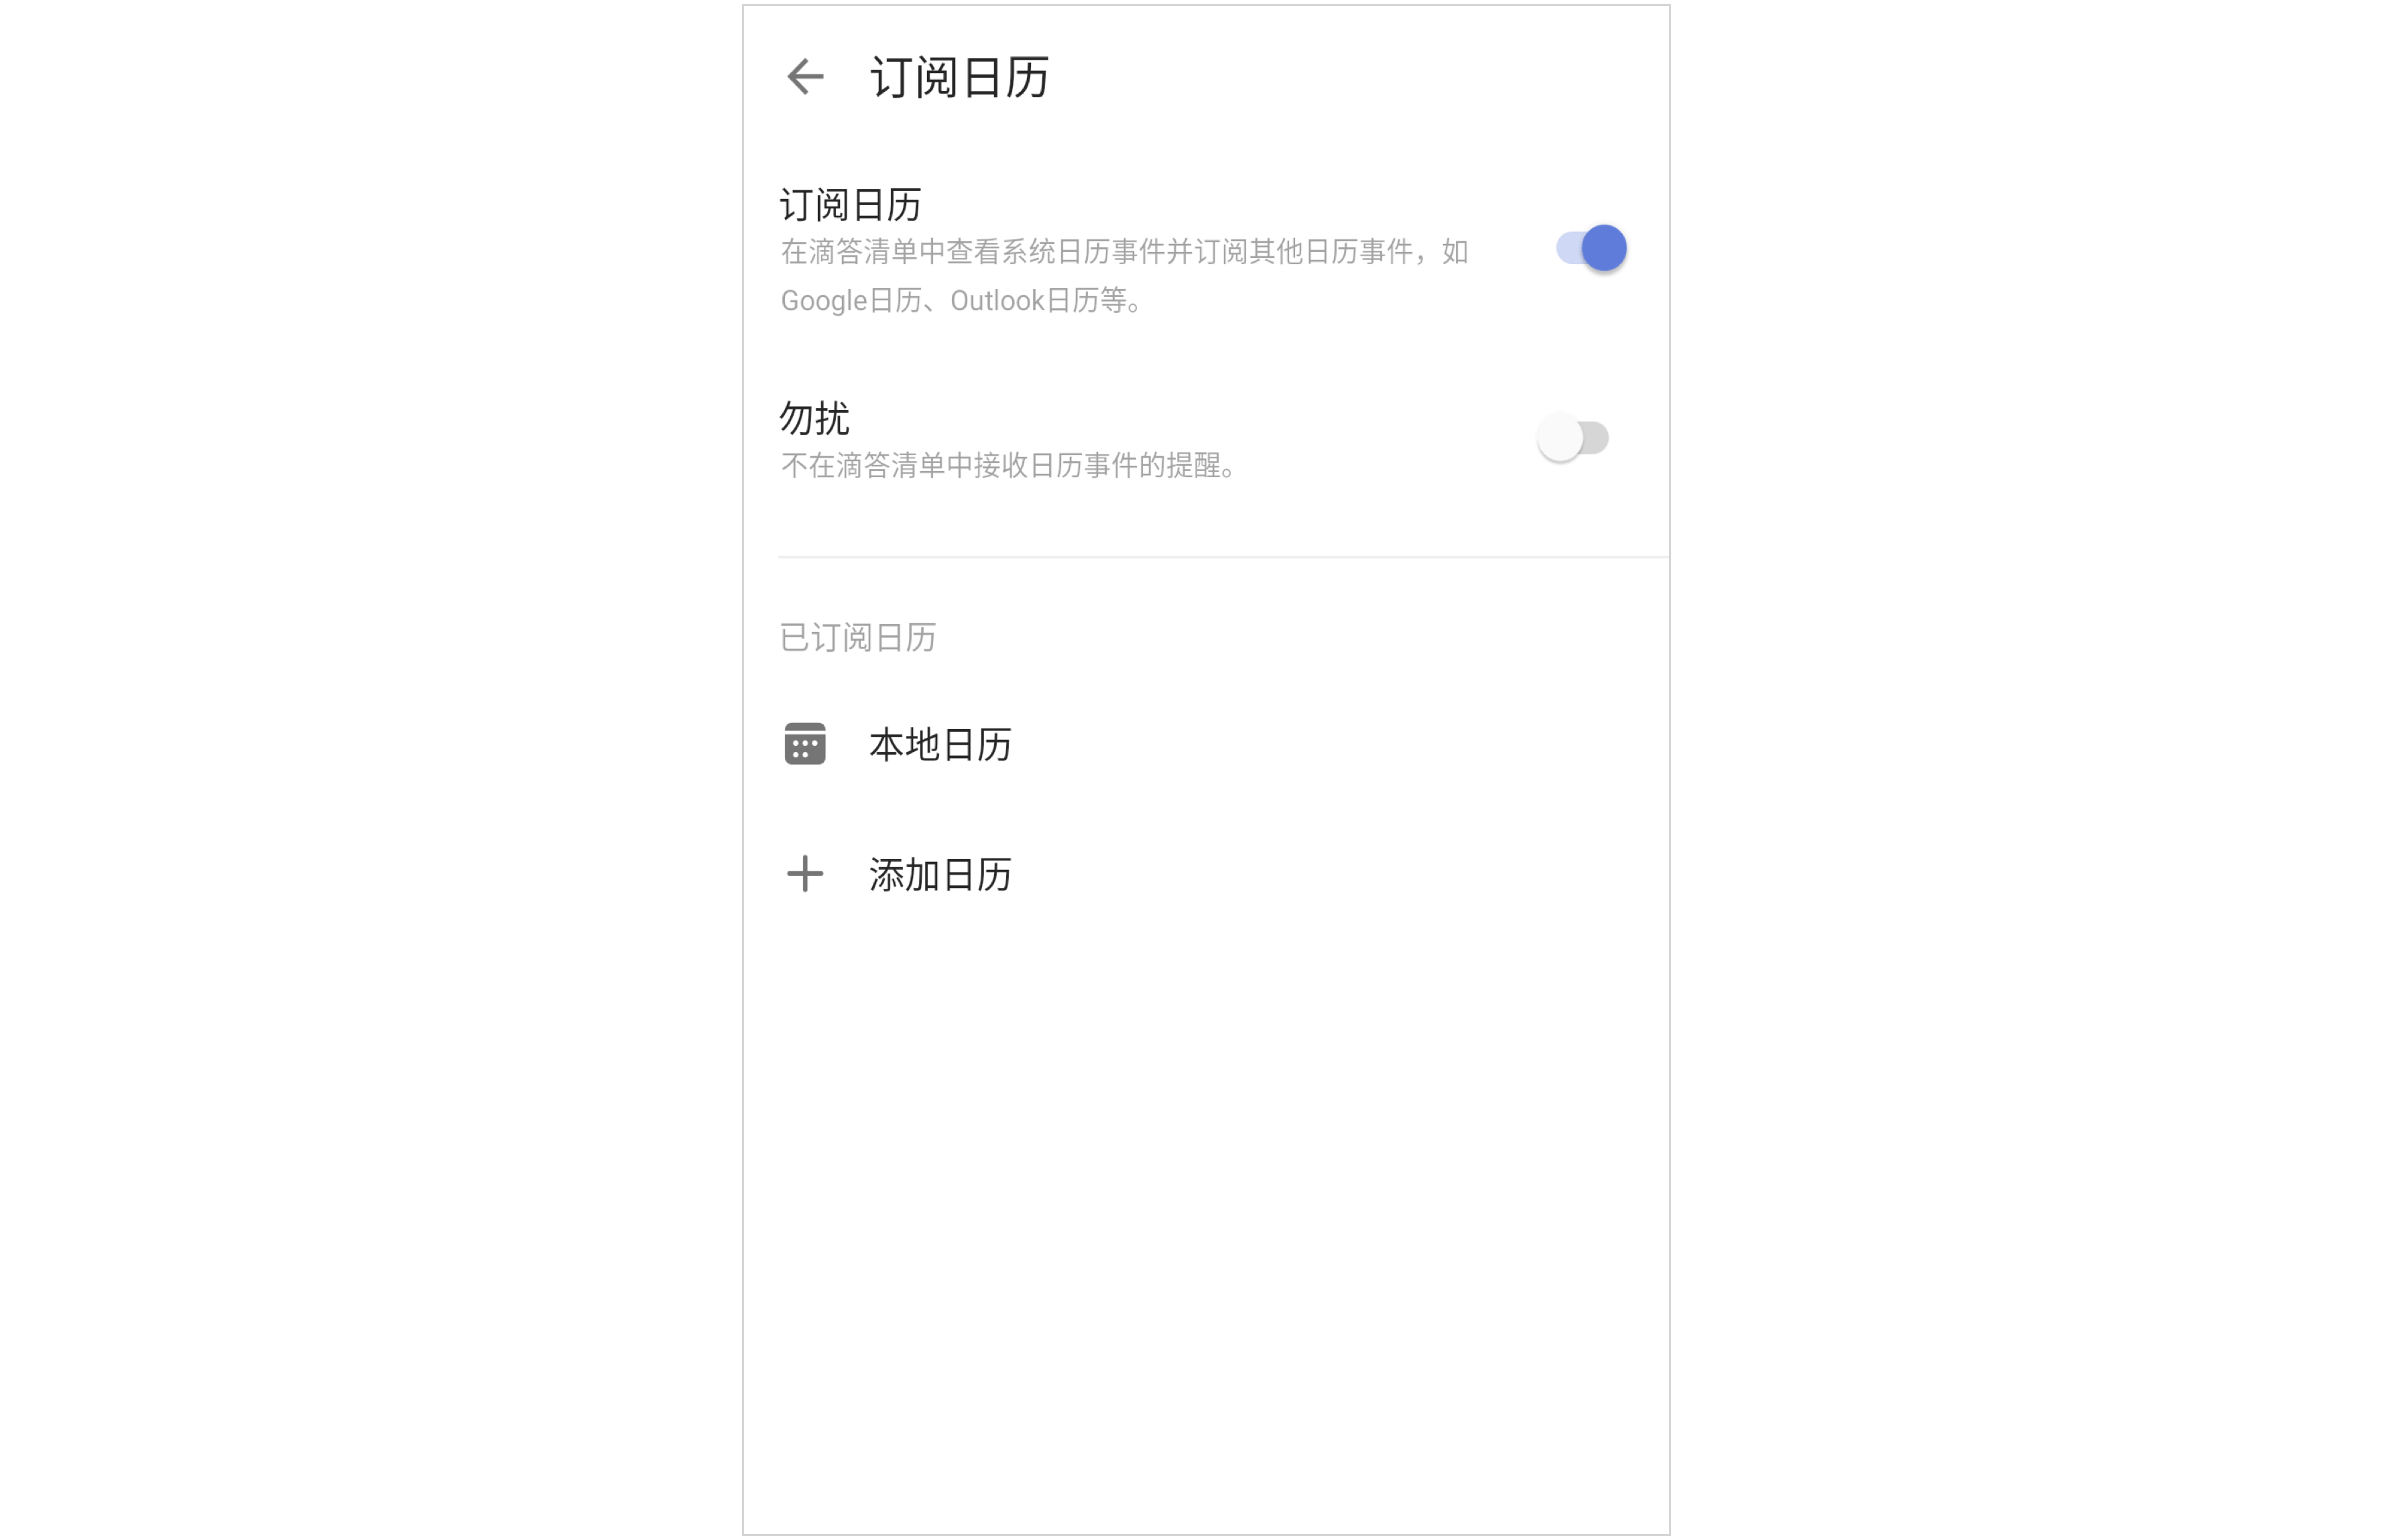 订阅日历
订阅日历
在滴答清单中查看系统日历事件并订阅其他日历事件，如
Google日历、Outlook日历等。
勿扰
不在滴答清单中接收日历事件的提醒。
已订阅日历
本地日历
添加日历